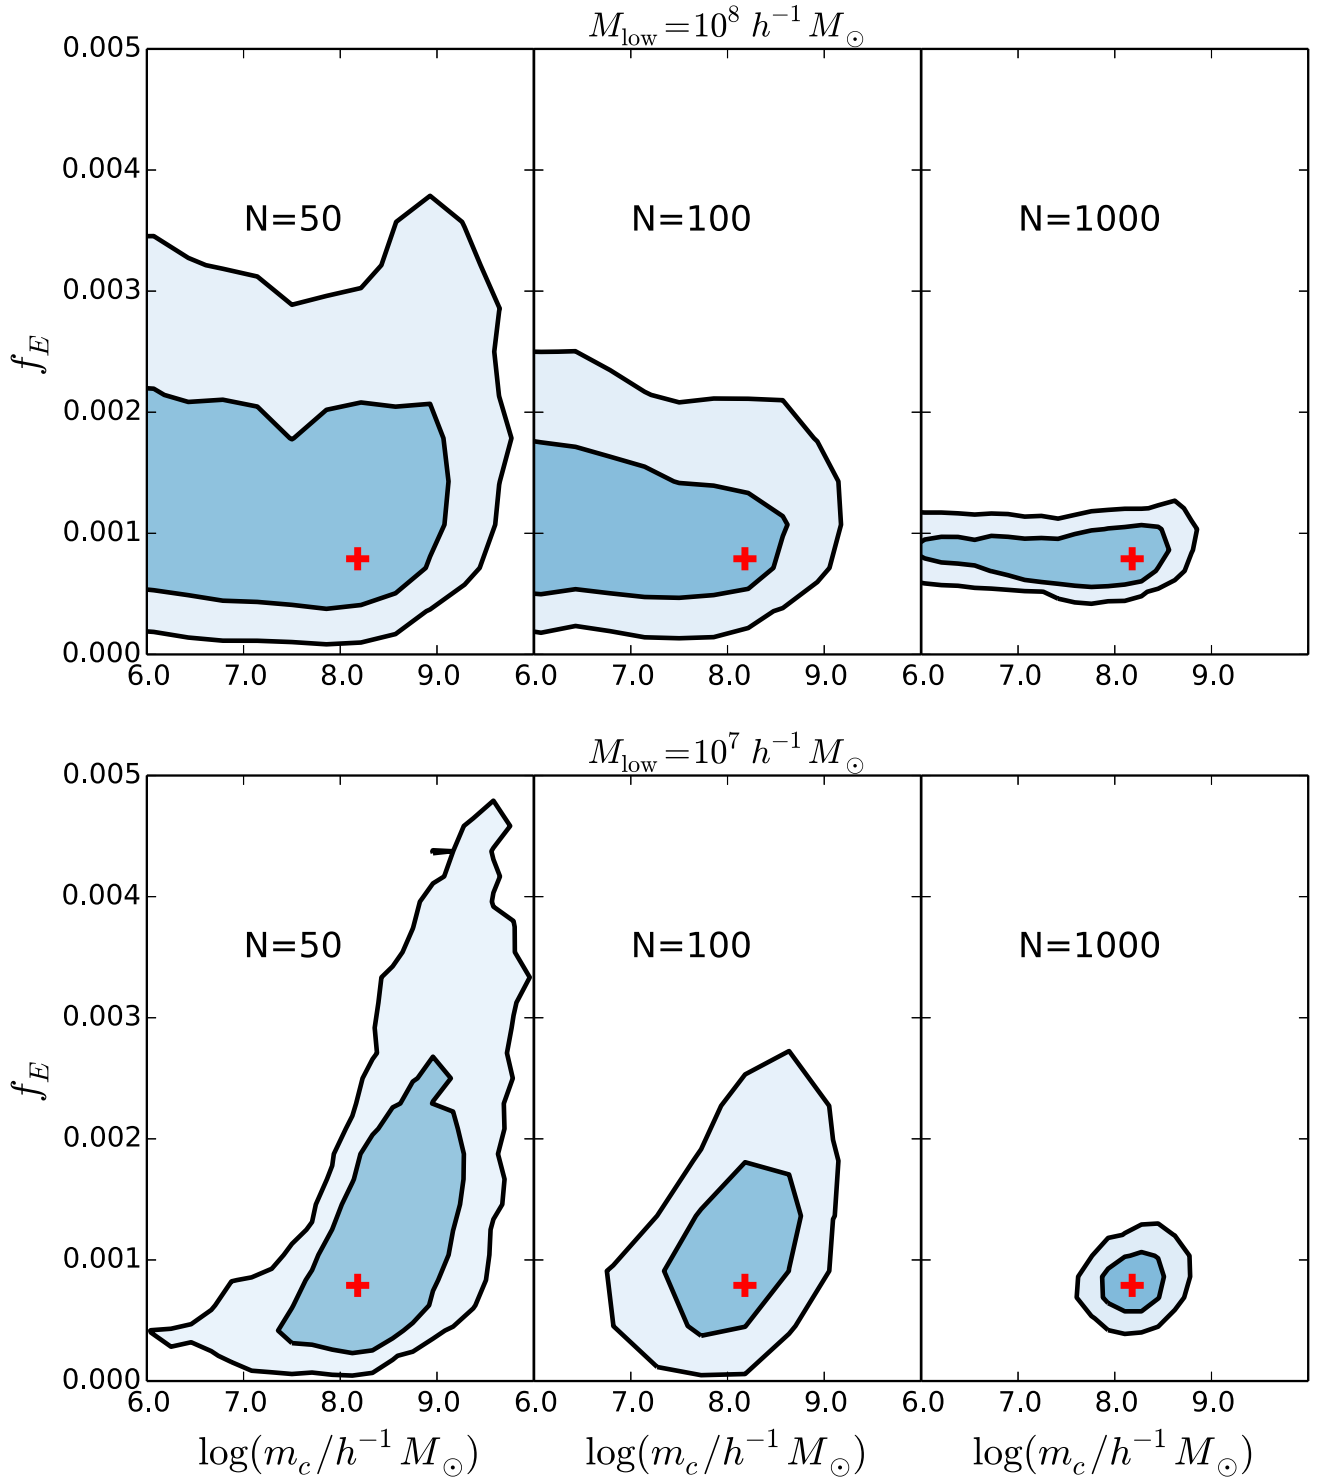 M_low = 10^8 h^−1 M_⊙
0.005
0.004
0.003
0.002
0.001
0.000
f_E
N=50
N=100
N=1000
6.0 7.0 8.0 9.0 6.0 7.0 8.0 9.0 6.0 7.0 8.0 9.0
M_low = 10^7 h^−1 M_⊙
0.005
0.004
0.003
0.002
0.001
0.000
f_E
N=50
N=100
N=1000
6.0 7.0 8.0 9.0 6.0 7.0 8.0 9.0 6.0 7.0 8.0 9.0
log(m_c/h^−1 M_⊙) log(m_c/h^−1 M_⊙) log(m_c/h^−1 M_⊙)